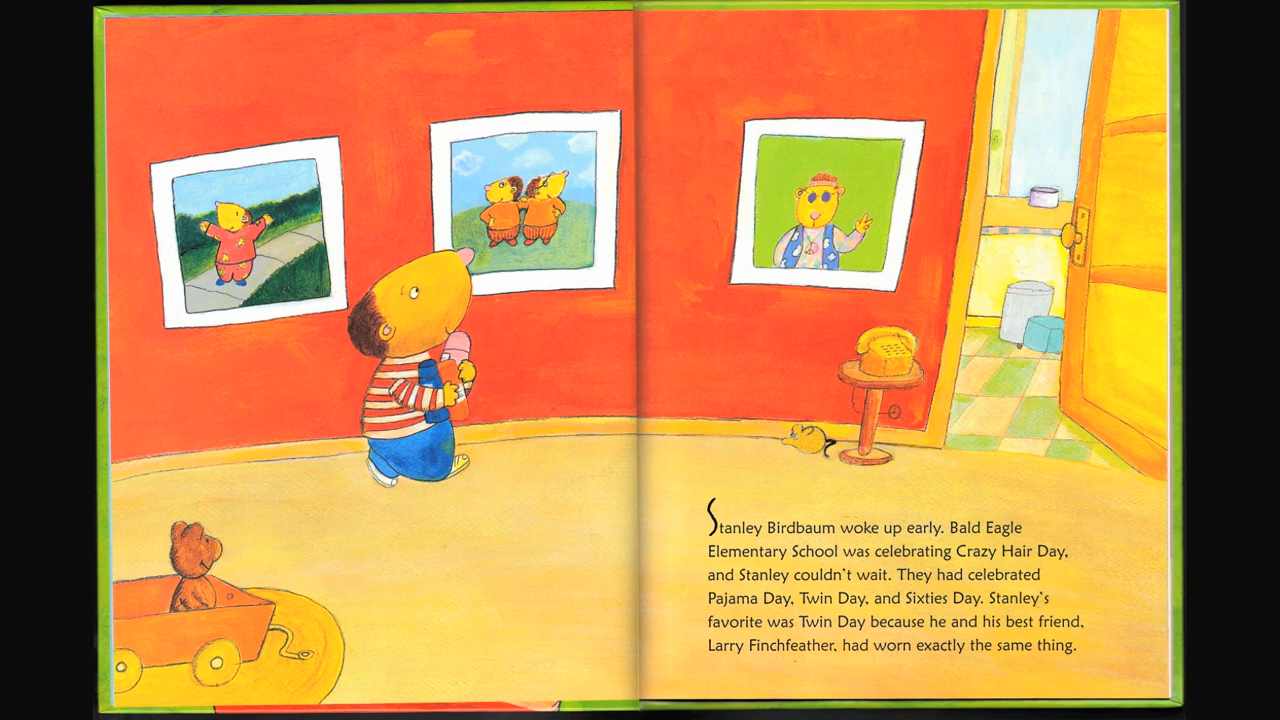 Stanley Birdbaum woke up early. Bald Eagle
Elementary School was celebrating Crazy Hair Day,
and Stanley couldn't wait. They had celebrated
Pajama Day, Twin Day, and Sixties Day. Stanley's
favorite was Twin Day because he and his best friend,
Larry Finchfeather, had worn exactly the same thing.